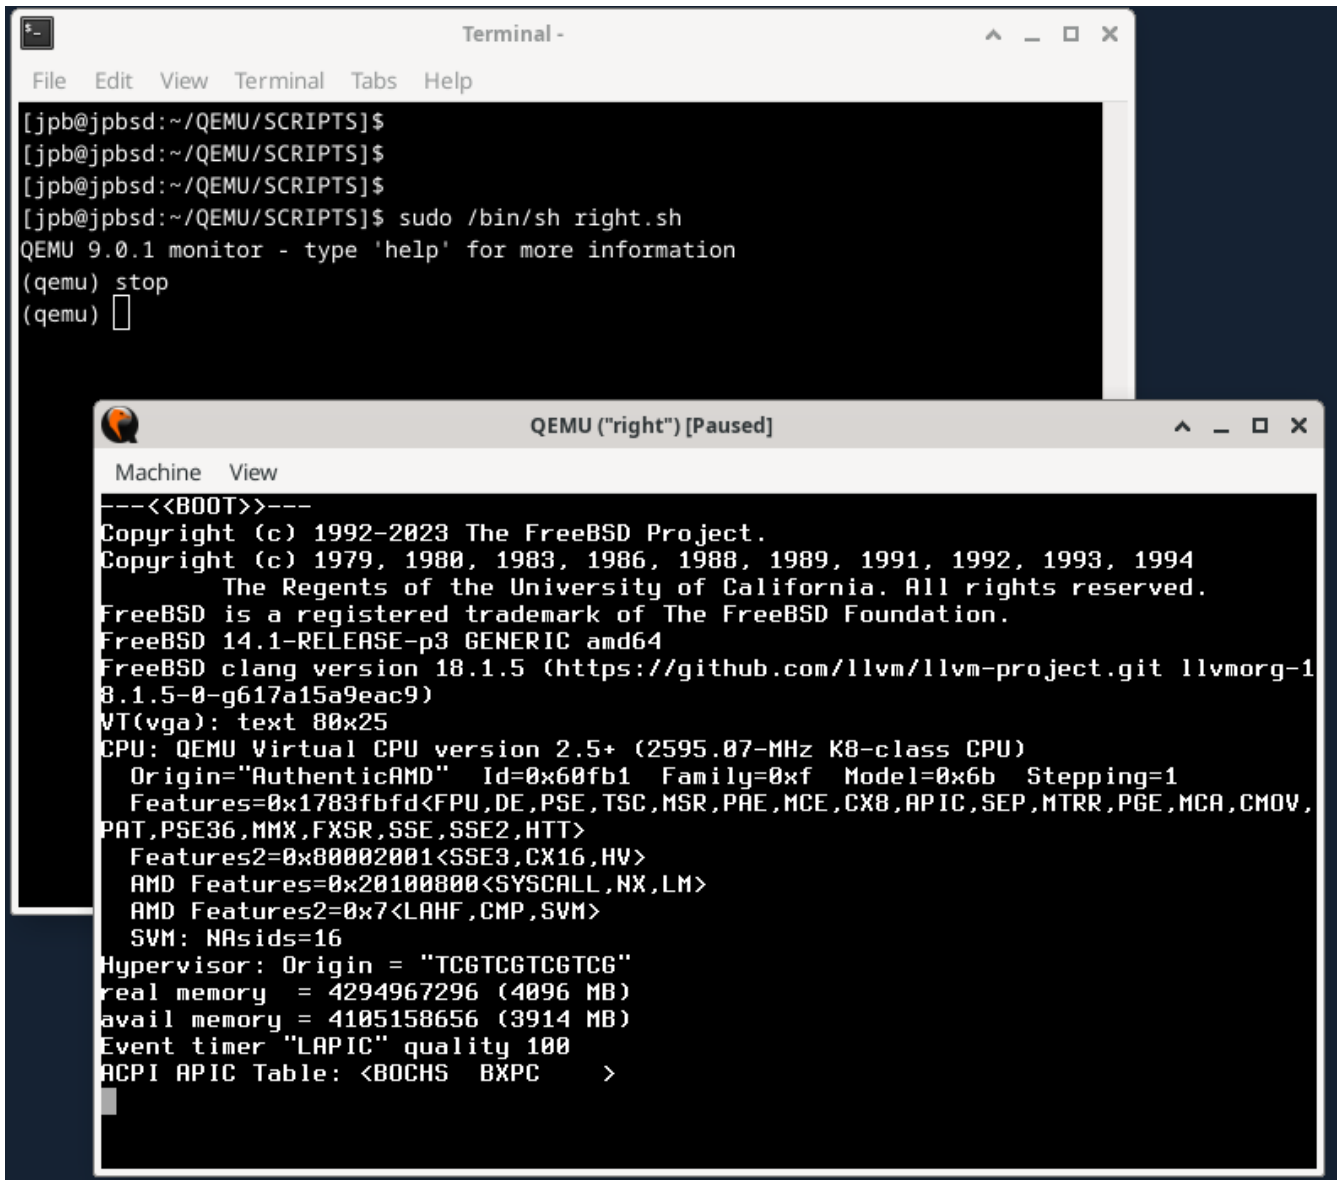 Terminal -
File Edit View Terminal Tabs Help
[jpb@jpbsd:~/QEMU/SCRIPTS]$
[jpb@jpbsd:~/QEMU/SCRIPTS]$
[jpb@jpbsd:~/QEMU/SCRIPTS]$
[jpb@jpbsd:~/QEMU/SCRIPTS]$ sudo /bin/sh right.sh
QEMU 9.0.1 monitor - type 'help' for more information
(qemu) stop
(qemu)
QEMU ("right") [Paused]
Machine View
---<<BOOT>>---
Copyright (c) 1992-2023 The FreeBSD Project.
Copyright (c) 1979, 1980, 1983, 1986, 1988, 1989, 1991, 1992, 1993, 1994
        The Regents of the University of California. All rights reserved.
FreeBSD is a registered trademark of The FreeBSD Foundation.
FreeBSD 14.1-RELEASE-p3 GENERIC amd64
FreeBSD clang version 18.1.5 (https://github.com/llvm/llvm-project.git llvmorg-1
8.1.5-0-g617a15a9eac9)
VT(vga): text 80x25
CPU: QEMU Virtual CPU version 2.5+ (2595.07-MHz K8-class CPU)
  Origin="AuthenticAMD"  Id=0x60fb1  Family=0xf  Model=0x6b  Stepping=1
  Features=0x1783fbfd<FPU,DE,PSE,TSC,MSR,PAE,MCE,CX8,APIC,SEP,MTRR,PGE,MCA,CMOV,
PAT,PSE36,MMX,FXSR,SSE,SSE2,HTT>
  Features2=0x80002001<SSE3,CX16,HV>
  AMD Features=0x20100800<SYSCALL,NX,LM>
  AMD Features2=0x7<LAHF,CMP,SVM>
  SVM: NAsids=16
Hypervisor: Origin = "TCGTCGTCGTCG"
real memory  = 4294967296 (4096 MB)
avail memory = 4105158656 (3914 MB)
Event timer "LAPIC" quality 100
ACPI APIC Table: <BOCHS  BXPC    >